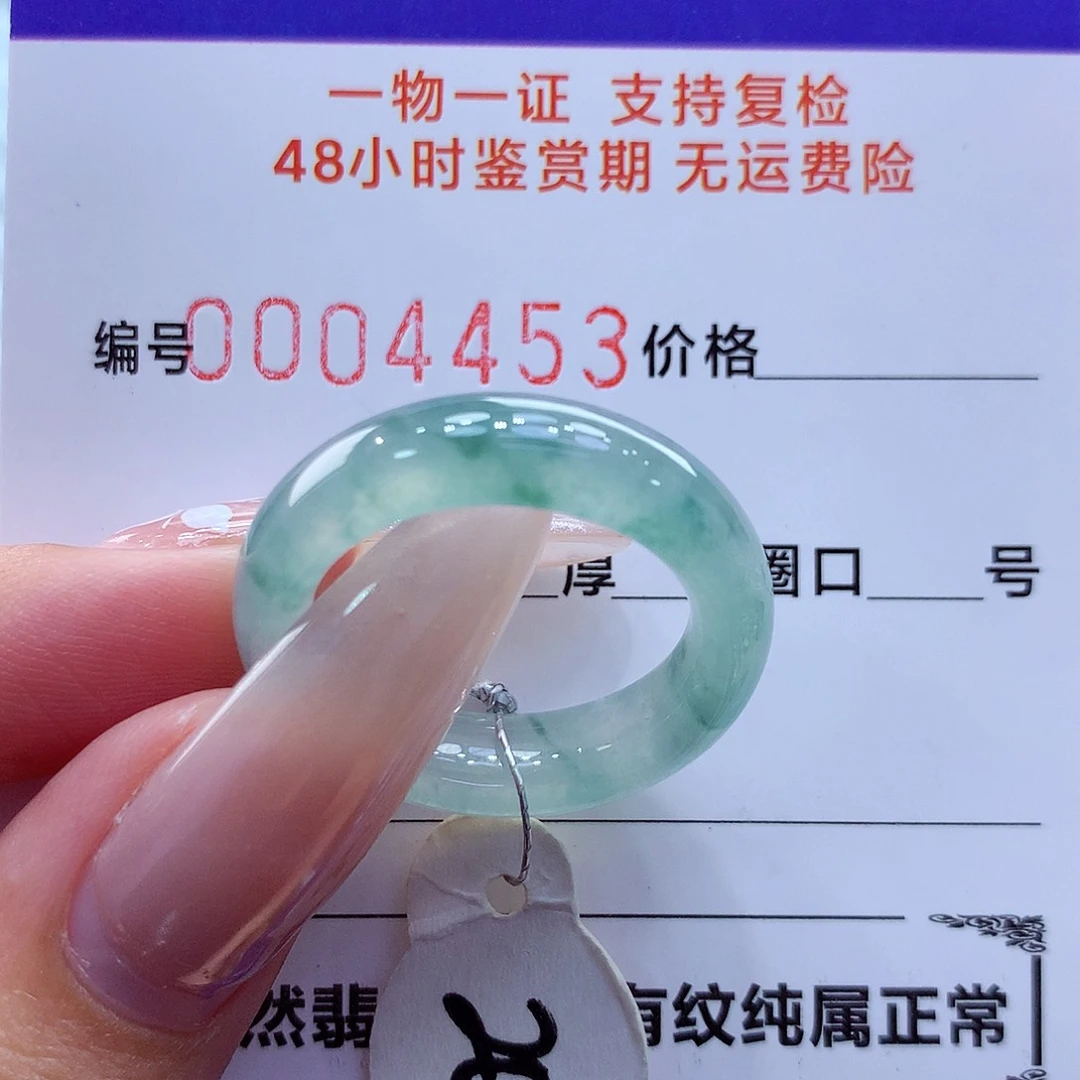 一物一证 支持复检
48小时鉴赏期 无运费险
编号0004453价格
厚 圈口 号
然翡 有纹纯属正常